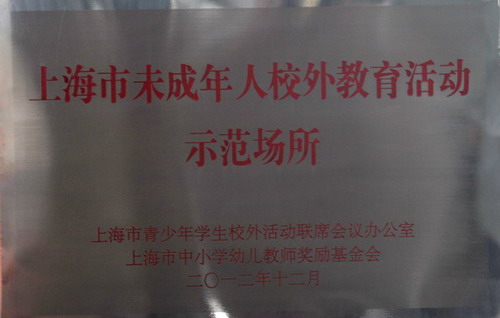 上海市未成年人校外教育活动
示范场所
上海市青少年学生校外活动联席会议办公室
上海市中小学幼儿教师奖励基金会
二〇一二年十二月